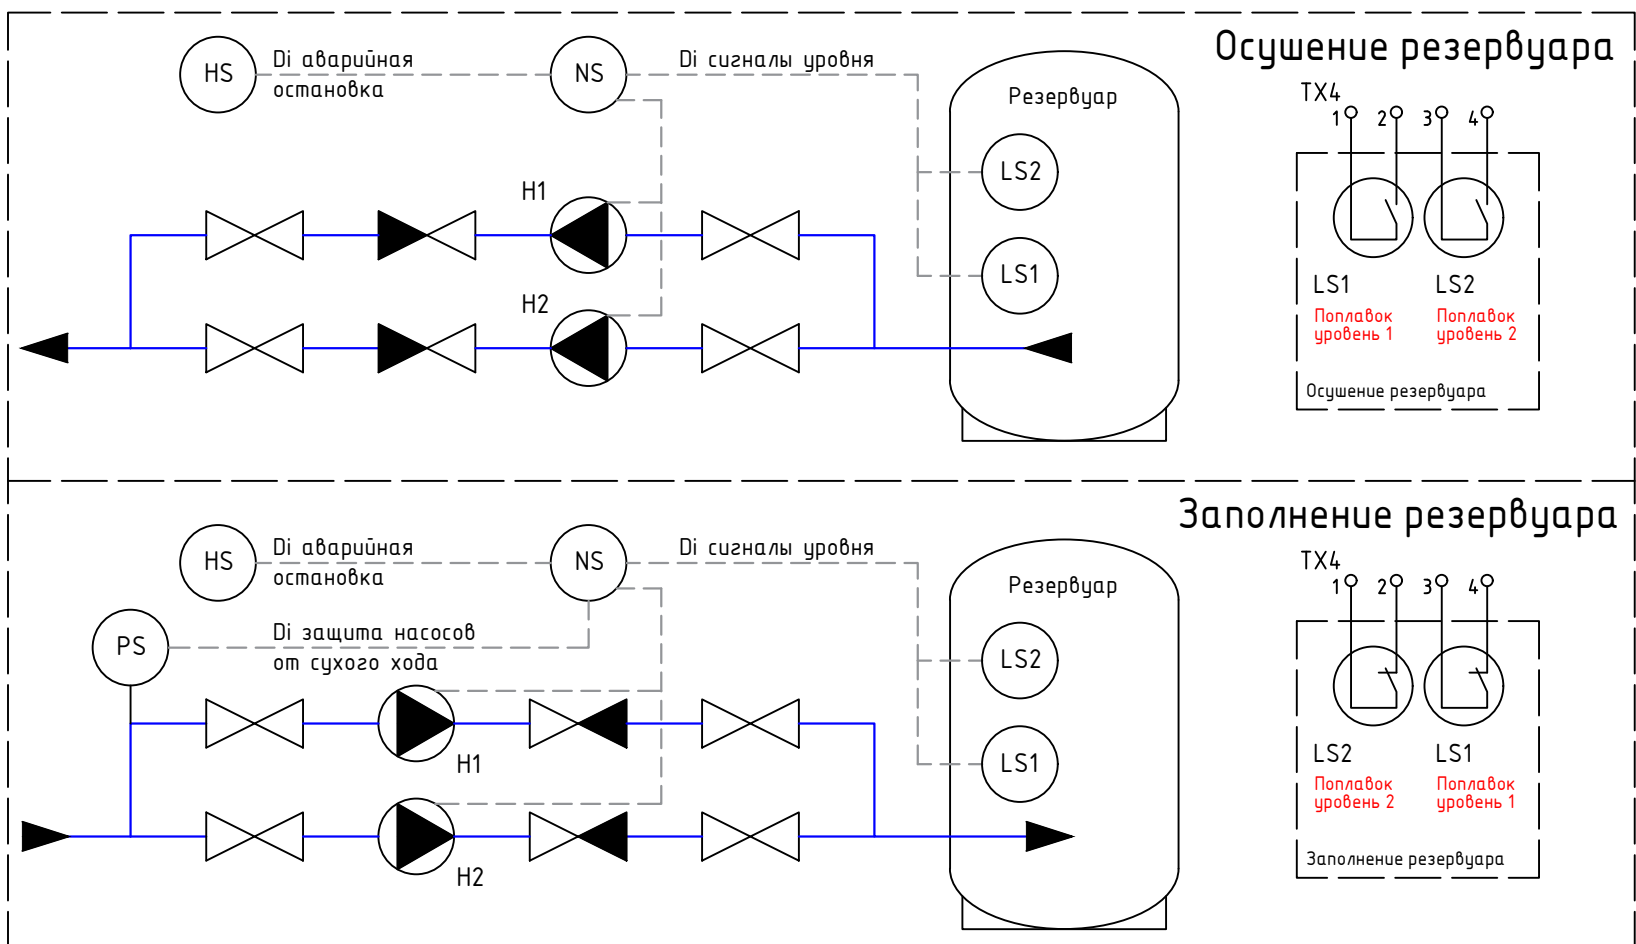 Осушение резервуара
HS
Di аварийная
остановка
NS
Di сигналы уровня
Резервуар
LS2
LS1
H1
H2
TX4
1 2 3 4
LS1 LS2
Поплавок Поплавок
уровень 1 уровень 2
Осушение резервуара
Заполнение резервуара
HS
Di аварийная
остановка
NS
Di сигналы уровня
PS
Di защита насосов
от сухого хода
Резервуар
LS2
LS1
H1
H2
TX4
1 2 3 4
LS2 LS1
Поплавок Поплавок
уровень 2 уровень 1
Заполнение резервуара